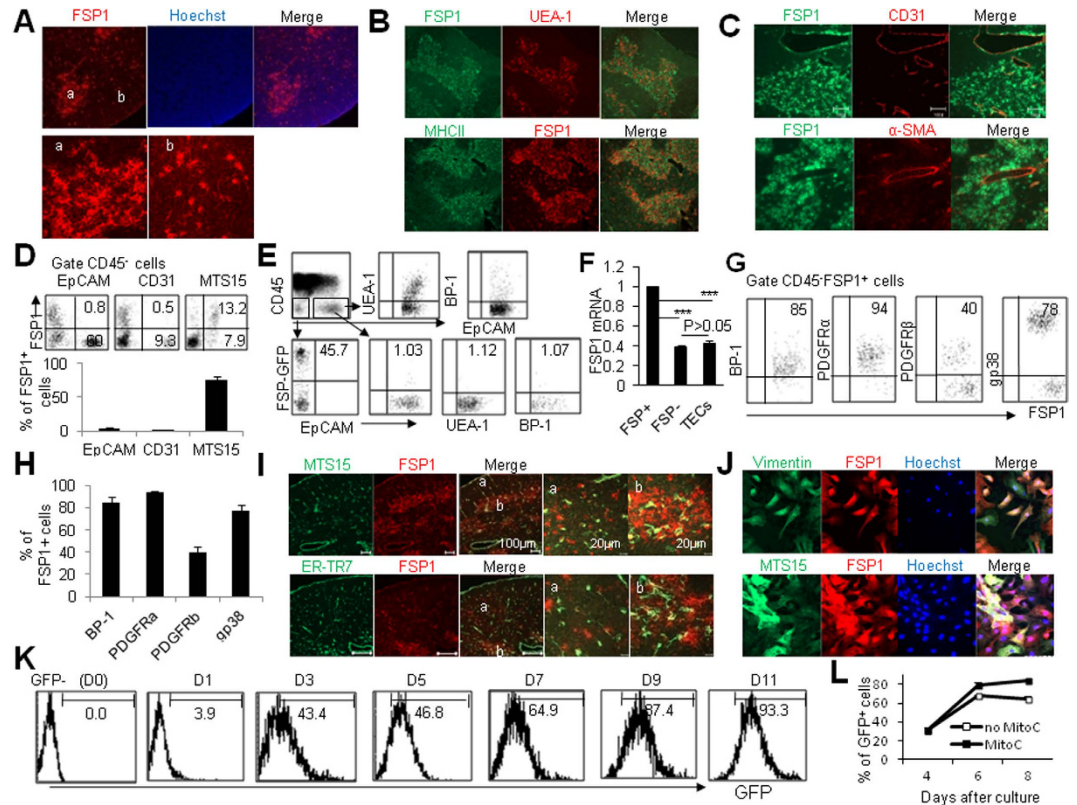 A
FSP1 Hoechst Merge
a b
a b
B
FSP1 UEA-1 Merge
MHCII FSP1 Merge
C
FSP1 CD31 Merge
FSP1 α-SMA Merge
D
Gate CD45- cells
EpCAM CD31 MTS15
FSP1
0.8 0.5 13.2
60 9.3 7.9
% of FSP1+
cells
100
50
0
EpCAM CD31 MTS15
E
CD45
UEA-1
BP-1
EpCAM
FSP-GFP
45.7 1.03 1.12 1.07
EpCAM UEA-1 BP-1
F
FSP1 mRNA
1.2
1
0.8
0.6
0.4
0.2
0
***
***
P>0.05
FSP+ FSP- TECs
G
Gate CD45-FSP1+ cells
BP-1 85
PDGFRα 94
PDGFRβ 40
gp38 78
FSP1
H
% of
FSP1+ cells
100
80
60
40
20
0
BP-1 PDGFRa PDGFRb gp38
I
MTS15 FSP1 Merge
a b a b
100μm 20μm 20μm
ER-TR7 FSP1 Merge
a b a b
J
Vimentin FSP1 Hoechst Merge
MTS15 FSP1 Hoechst Merge
K
GFP- (D0) D1 D3 D5 D7 D9 D11
0.0 3.9 43.4 46.8 64.9 87.4 93.3
GFP
L
% of GFP+ cells
80
60
40
20
0
no MitoC
MitoC
4 6 8
Days after culture